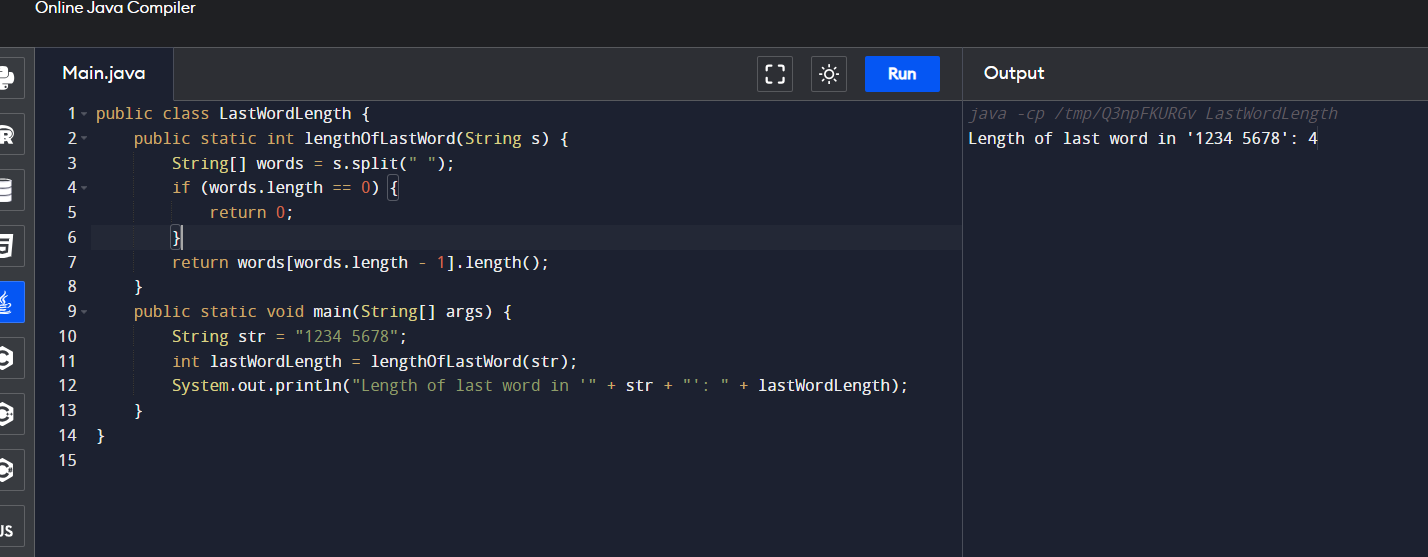 Online Java Compiler
Main.java
Run
Output
1 public class LastWordLength {
2 public static int lengthOfLastWord(String s) {
3 String[] words = s.split(" ");
4 if (words.length == 0) {
5 return 0;
6 }
7 return words[words.length - 1].length();
8 }
9 public static void main(String[] args) {
10 String str = "1234 5678";
11 int lastWordLength = lengthOfLastWord(str);
12 System.out.println("Length of last word in '" + str + "': " + lastWordLength);
13 }
14 }
15
java -cp /tmp/Q3npFKURGv LastWordLength
Length of last word in '1234 5678': 4
JS